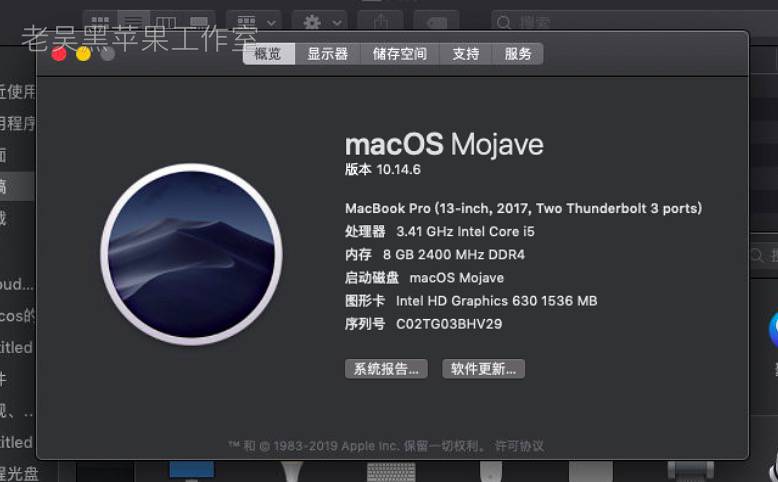 搜索
老吴黑苹果工作室
概览 显示器 储存空间 支持 服务
近使用
用程序
面
稿
载
macOS Mojave
版本 10.14.6
MacBook Pro (13-inch, 2017, Two Thunderbolt 3 ports)
处理器 3.41 GHz Intel Core i5
内存 8 GB 2400 MHz DDR4
启动磁盘 macOS Mojave
图形卡 Intel HD Graphics 630 1536 MB
序列号 C02TG03BHV29
系统报告... 软件更新...
™ 和 © 1983-2019 Apple Inc. 保留一切权利。 许可协议
oud...
cos的
titled
件
见、...
titled
程光盘